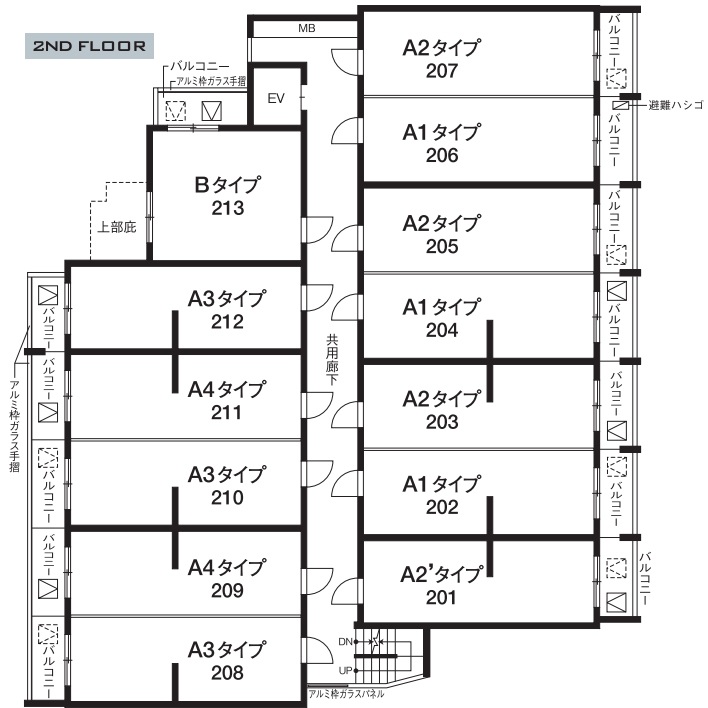 2ND FLOOR
MB
バルコニー
アルミ枠ガラス手摺
EV
A2タイプ
207
バルコニー
避難ハシゴ
A1タイプ
206
バルコニー
Bタイプ
213
上部庇
A2タイプ
205
バルコニー
A3タイプ
212
バルコニー
A1タイプ
204
バルコニー
共用廊下
アルミ枠ガラス手摺
A4タイプ
211
バルコニー
A2タイプ
203
バルコニー
A3タイプ
210
バルコニー
A1タイプ
202
バルコニー
A4タイプ
209
バルコニー
A2'タイプ
201
バルコニー
A3タイプ
208
バルコニー
DN
UP
アルミ枠ガラスパネル